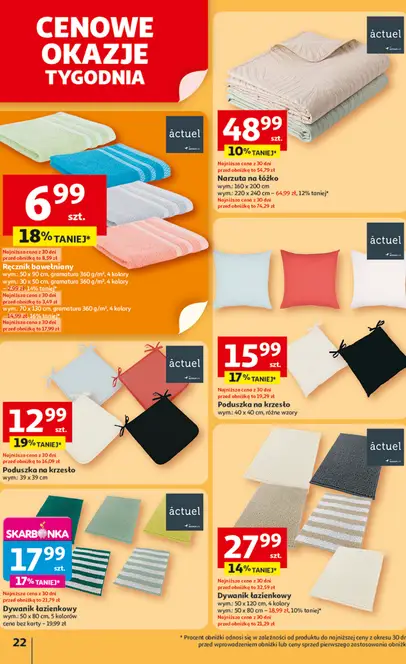 CENOWE
OKAZJE
TYGODNIA
actuel
48 99
szt.
10% TANIEJ*
Najniższa cena z 30 dni
przed obniżką to 54,79 zł
Narzuta na łóżko
wym.: 160 x 200 cm
wym.: 220 x 240 cm – 64,99 zł, 12% taniej*
Najniższa cena z 30 dni
przed obniżką to 74,29 zł
actuel
6 99
szt.
18% TANIEJ*
Najniższa cena z 30 dni
przed obniżką to 8,59 zł
Ręcznik bawełniany
wym.: 50 x 90 cm, gramatura 360 g/m², 4 kolory
wym.: 30 x 50 cm, gramatura 360 g/m², 4 kolory
– 2,99 zł (14% taniej*
Najniższa cena z 30 dni
przed obniżką to 3,49 zł
wym.: 70 x 130 cm, gramatura 360 g/m², 4 kolory
– 14,99 zł
Najniższa cena z 30 dni
przed obniżką to 17,99 zł
actuel
15 99
szt.
17% TANIEJ*
Najniższa cena z 30 dni
przed obniżką to 19,29 zł
Poduszka na krzesło
wym.: 40 x 40 cm, różne wzory
actuel
12 99
szt.
19% TANIEJ*
Najniższa cena z 30 dni
przed obniżką to 16,09 zł
Poduszka na krzesło
wym.: 39 x 39 cm
actuel
SKARBONKA
17 99
szt.
17% TANIEJ*
Najniższa cena z 30 dni
przed obniżką to 21,79 zł
Dywanik łazienkowy
wym.: 50 x 80 cm, 5 kolorów
cena bez karty – 19,99 zł
actuel
27 99
szt.
14% TANIEJ*
Najniższa cena z 30 dni
przed obniżką to 32,59 zł
Dywanik łazienkowy
wym.: 50 x 120 cm, 4 kolory
wym.: 50 x 80 cm – 18,99 zł, 10% taniej*
Najniższa cena z 30 dni
przed obniżką to 21,29 zł
22
* Procent obniżki odnosi się w zależności od produktu do najniższej ceny z okresu 30 d
przed wprowadzeniem obniżki lub ceny sprzed pierwszego zastosowania obniżk